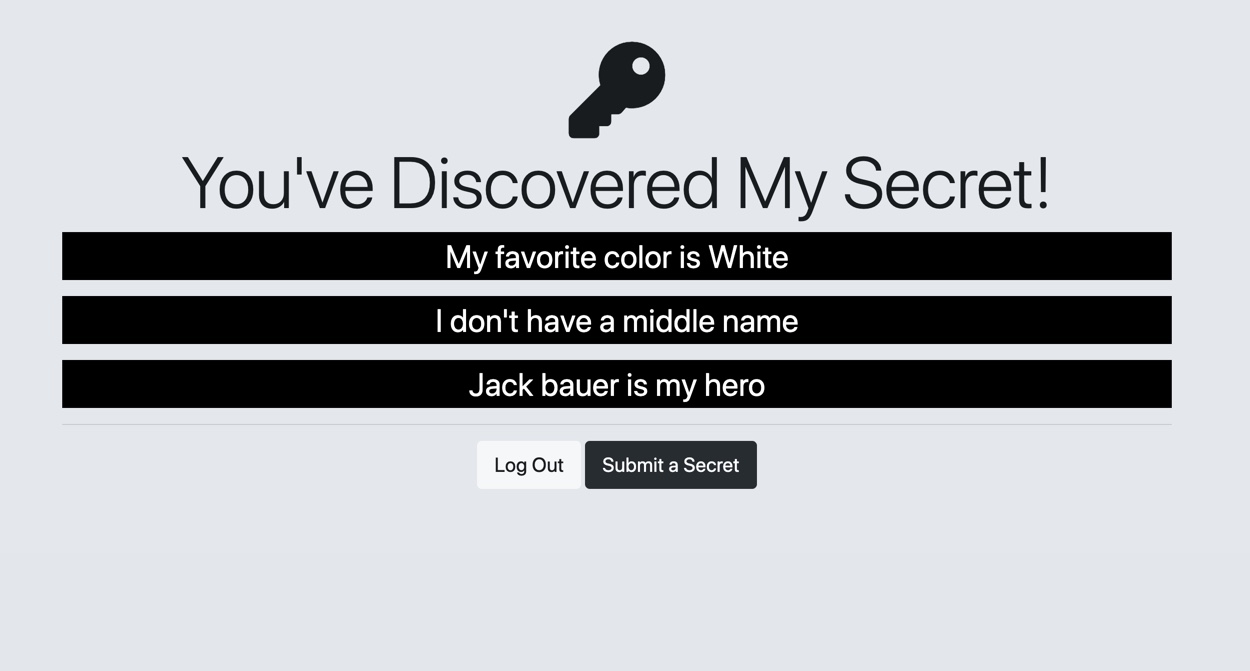 You've Discovered My Secret!
My favorite color is White
I don't have a middle name
Jack bauer is my hero
Log Out
Submit a Secret